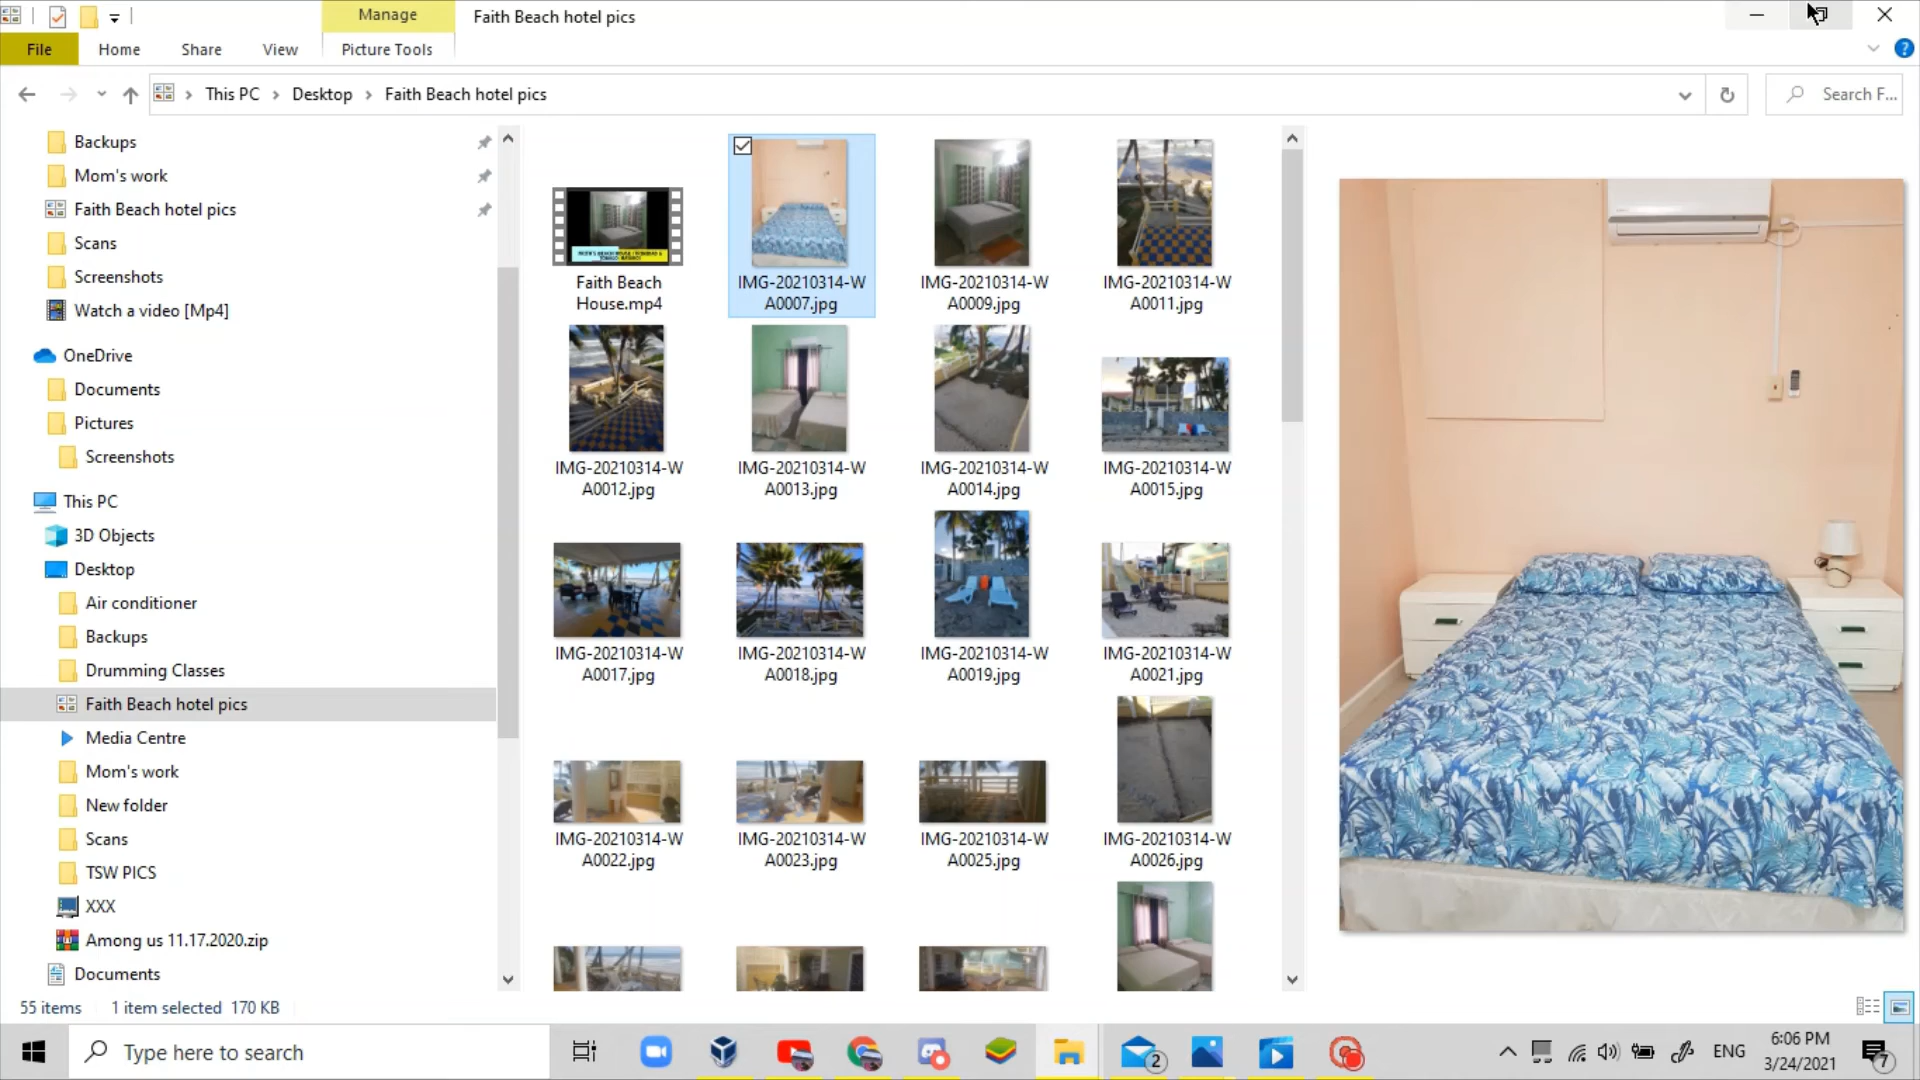 Manage
Faith Beach hotel pics
File
Home
Share
View
Picture Tools
This PC
Desktop
Faith Beach hotel pics
Search F...
Backups
Mom's work
Faith Beach hotel pics
Scans
Screenshots
Watch a video [Mp4]
OneDrive
Documents
Pictures
Screenshots
This PC
3D Objects
Desktop
Air conditioner
Backups
Drumming Classes
Faith Beach hotel pics
Media Centre
Mom's work
New folder
Scans
TSW PICS
XXX
Among us 11.17.2020.zip
Documents
Faith Beach
House.mp4
IMG-20210314-W
A0007.jpg
IMG-20210314-W
A0009.jpg
IMG-20210314-W
A0011.jpg
IMG-20210314-W
A0012.jpg
IMG-20210314-W
A0013.jpg
IMG-20210314-W
A0014.jpg
IMG-20210314-W
A0015.jpg
IMG-20210314-W
A0017.jpg
IMG-20210314-W
A0018.jpg
IMG-20210314-W
A0019.jpg
IMG-20210314-W
A0021.jpg
IMG-20210314-W
A0022.jpg
IMG-20210314-W
A0023.jpg
IMG-20210314-W
A0025.jpg
IMG-20210314-W
A0026.jpg
55 items
1 item selected 170 KB
Type here to search
2
ENG
6:06 PM
3/24/2021
7